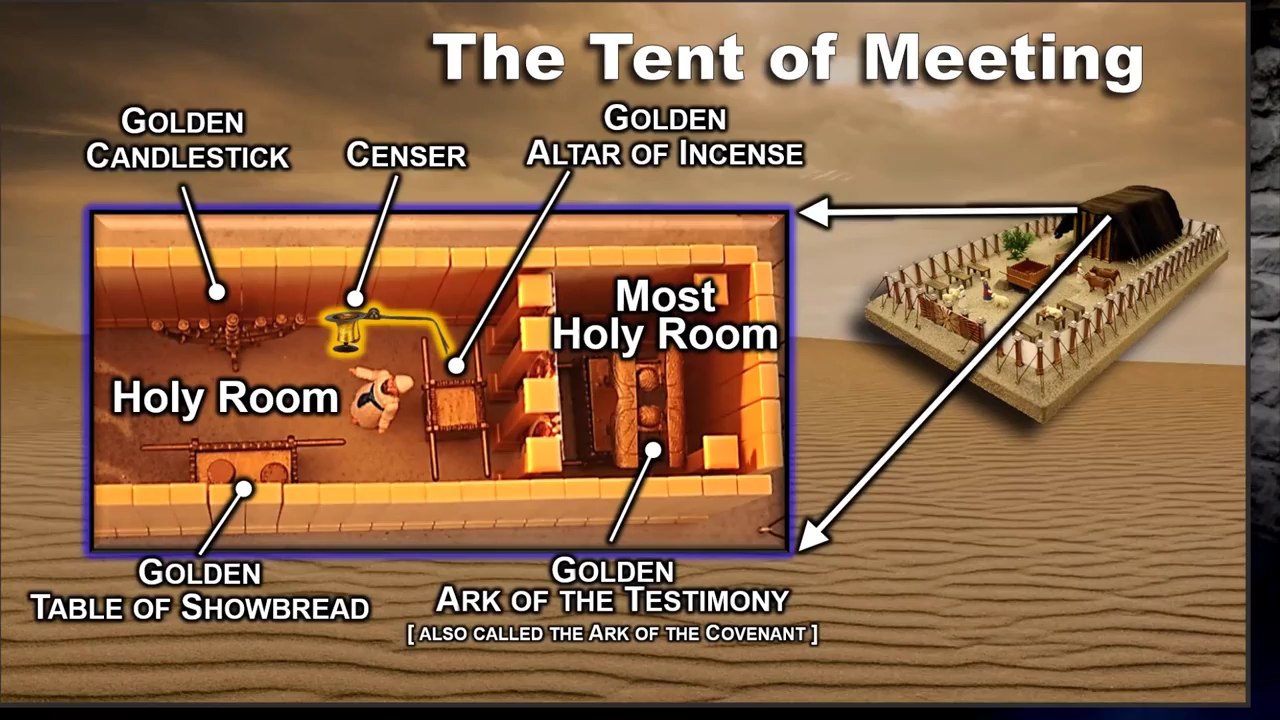 The Tent of Meeting
Golden
Candlestick
Censer
Golden
Altar of Incense
Most
Holy Room
Holy Room
Golden
Table of Showbread
Golden
Ark of the Testimony
[ also called the Ark of the Covenant ]